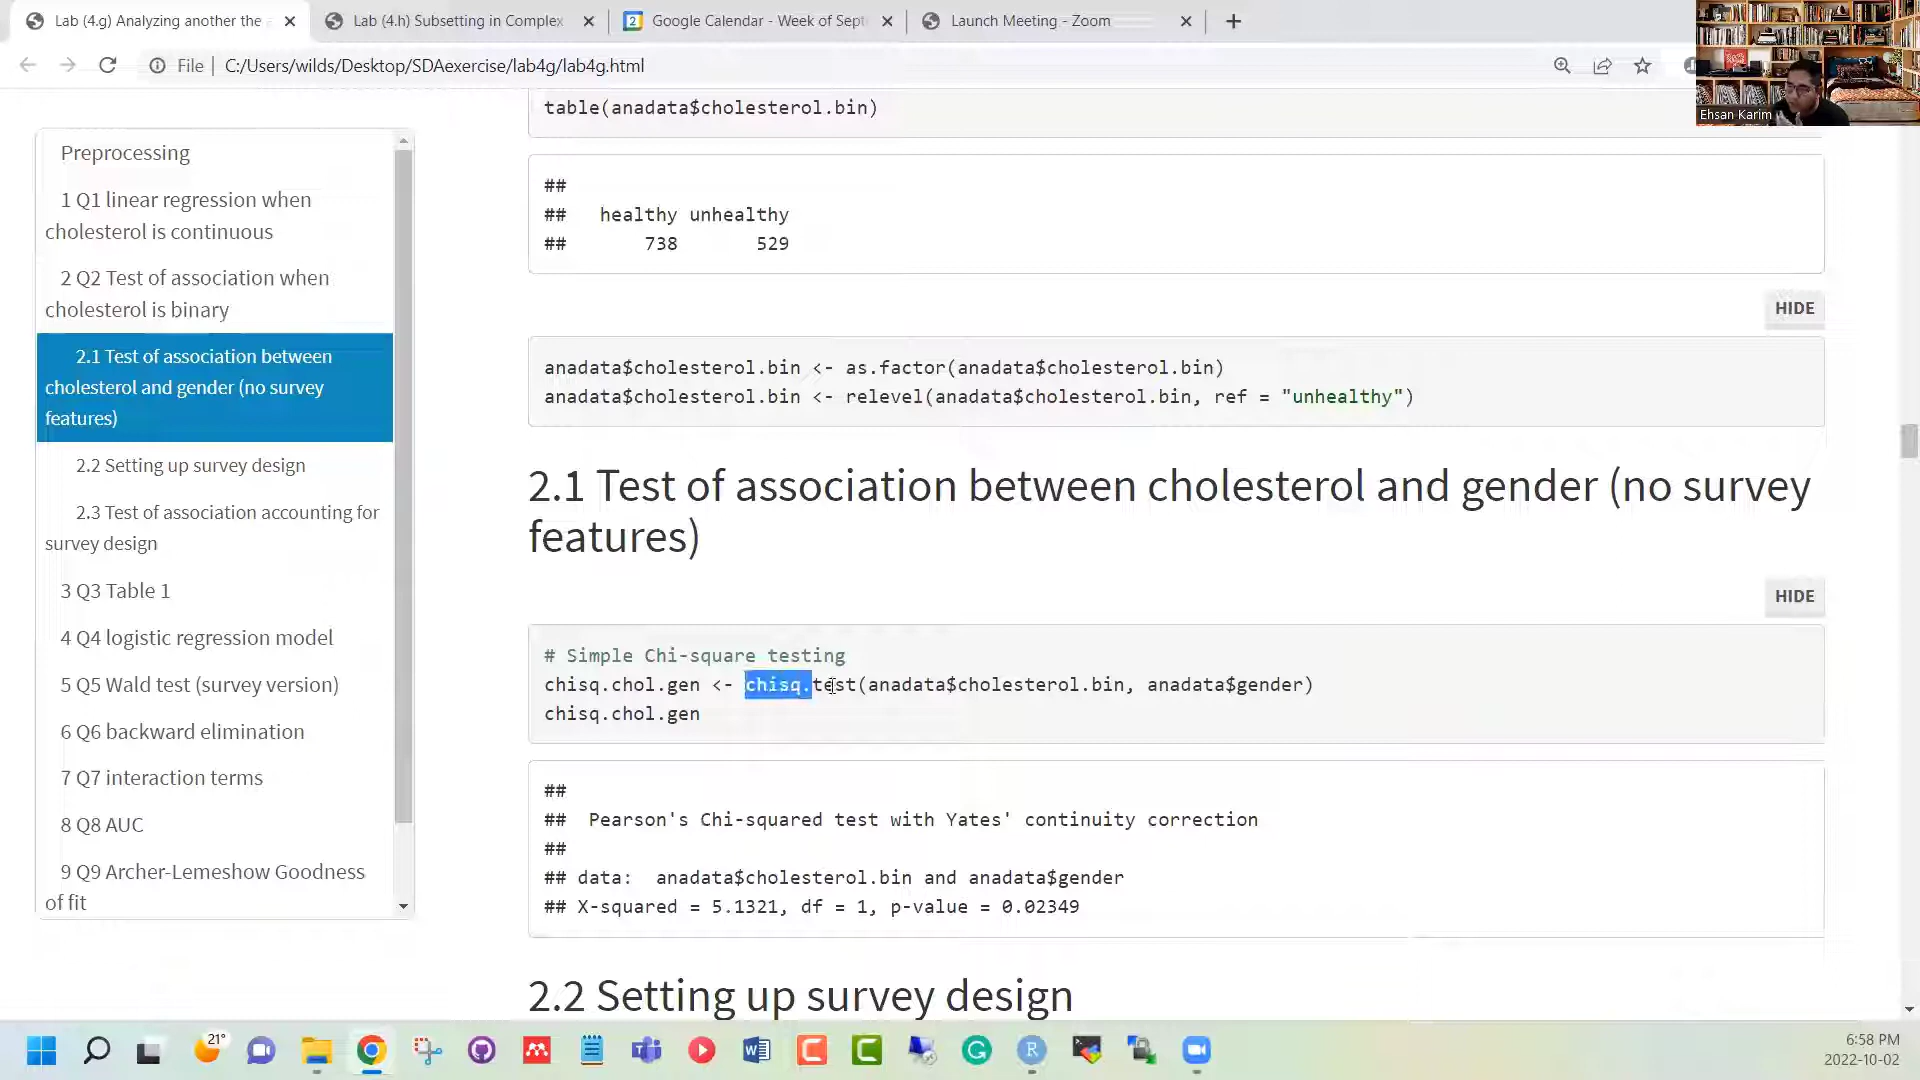 Lab (4.g) Analyzing another the
Lab (4.h) Subsetting in Complex
Google Calendar - Week of Sept
Launch Meeting - Zoom
File
C:/Users/wilds/Desktop/SDAexercise/lab4g/lab4g.html
Ehsan Karim
Preprocessing
1 Q1 linear regression when
cholesterol is continuous
2 Q2 Test of association when
cholesterol is binary
2.1 Test of association between
cholesterol and gender (no survey
features)
2.2 Setting up survey design
2.3 Test of association accounting for
survey design
3 Q3 Table 1
4 Q4 logistic regression model
5 Q5 Wald test (survey version)
6 Q6 backward elimination
7 Q7 interaction terms
8 Q8 AUC
9 Q9 Archer-Lemeshow Goodness
of fit
table(anadata$cholesterol.bin)
##
##   healthy unhealthy
##       738       529
HIDE
anadata$cholesterol.bin <- as.factor(anadata$cholesterol.bin)
anadata$cholesterol.bin <- relevel(anadata$cholesterol.bin, ref = "unhealthy")
2.1 Test of association between cholesterol and gender (no survey
features)
HIDE
# Simple Chi-square testing
chisq.chol.gen <- chisq.test(anadata$cholesterol.bin, anadata$gender)
chisq.chol.gen
##
##  Pearson's Chi-squared test with Yates' continuity correction
##
## data:  anadata$cholesterol.bin and anadata$gender
## X-squared = 5.1321, df = 1, p-value = 0.02349
2.2 Setting up survey design
21°
6:58 PM
2022-10-02